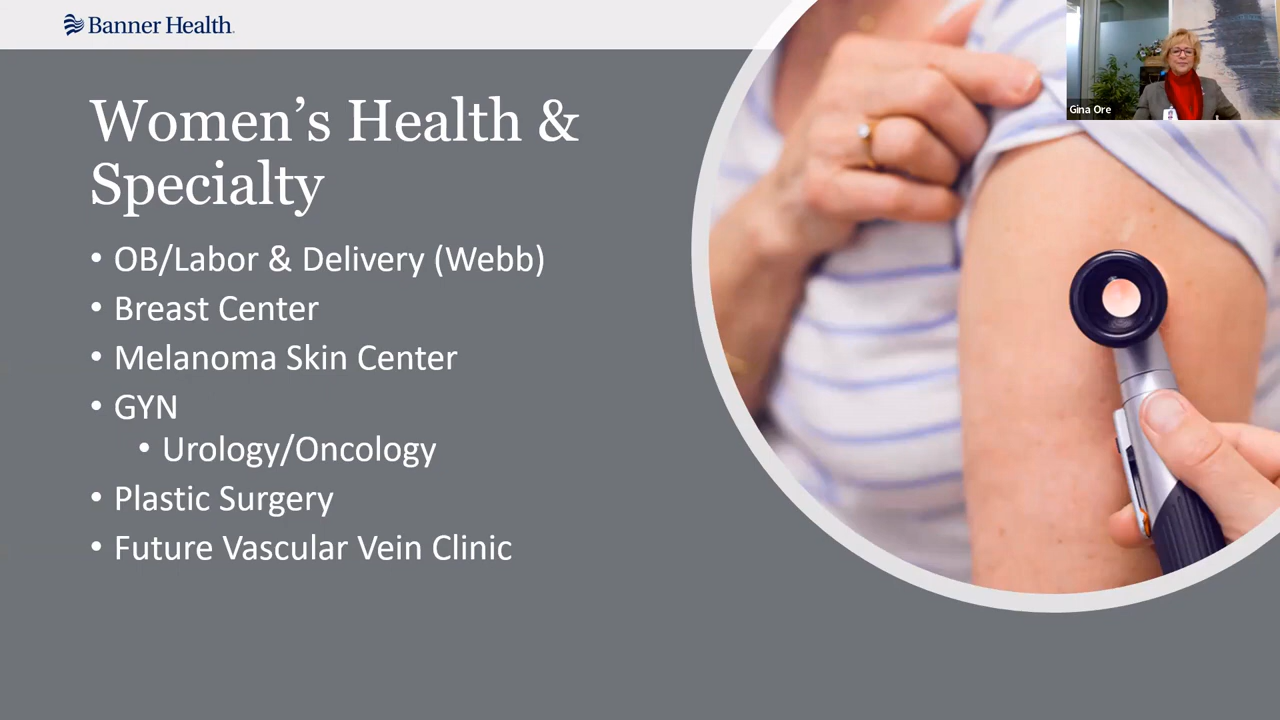 Banner Health
Gina Ore
Women's Health &
Specialty
• OB/Labor & Delivery (Webb)
• Breast Center
• Melanoma Skin Center
• GYN
• Urology/Oncology
• Plastic Surgery
• Future Vascular Vein Clinic